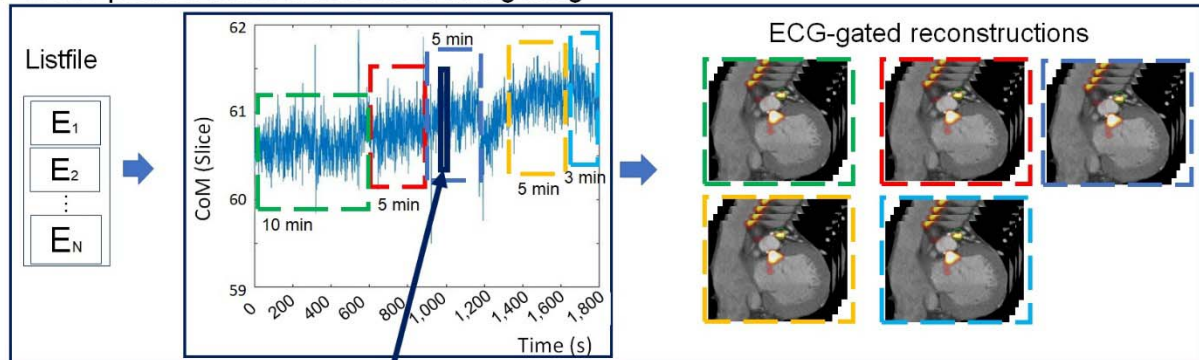 Listfile
E1
E2
⋮
EN
CoM (Slice)
62
61
60
59
10 min
5 min
5 min
5 min
3 min
0
200
400
600
800
1,000
1,200
1,400
1,600
1,800
Time (s)
ECG-gated reconstructions